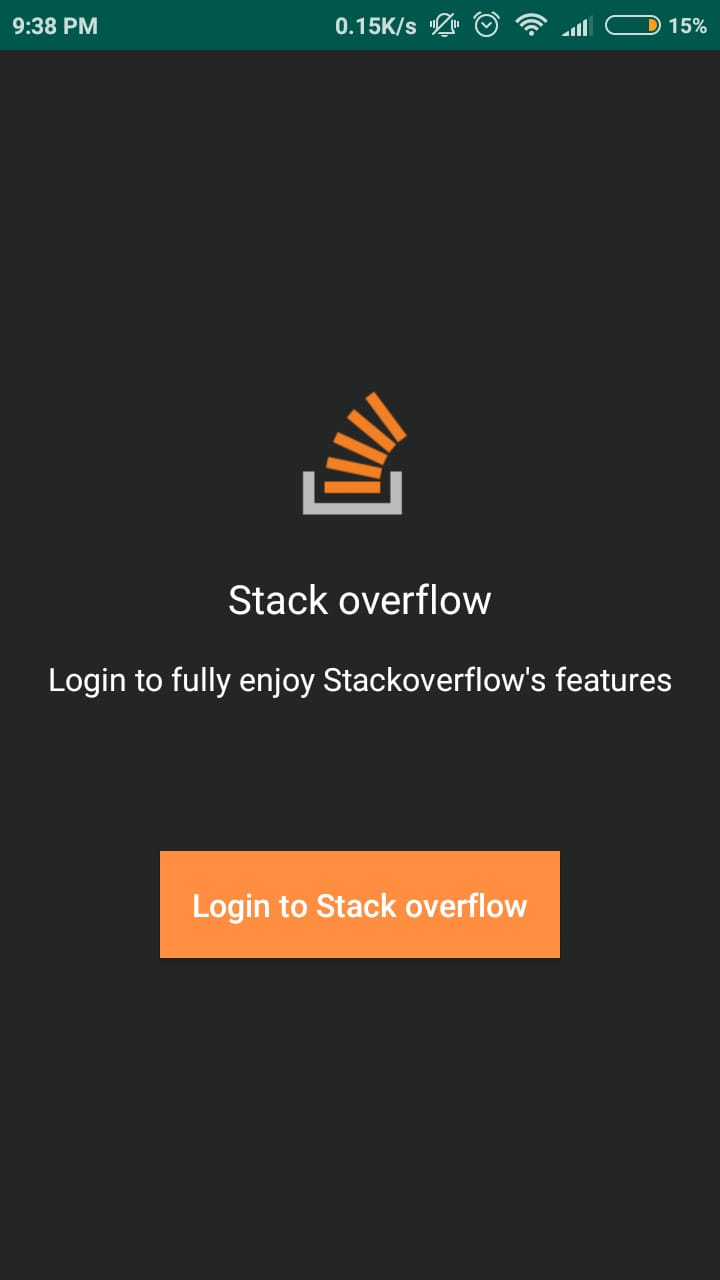 9:38 PM 0.15K/s 15%
Stack overflow
Login to fully enjoy Stackoverflow's features
Login to Stack overflow